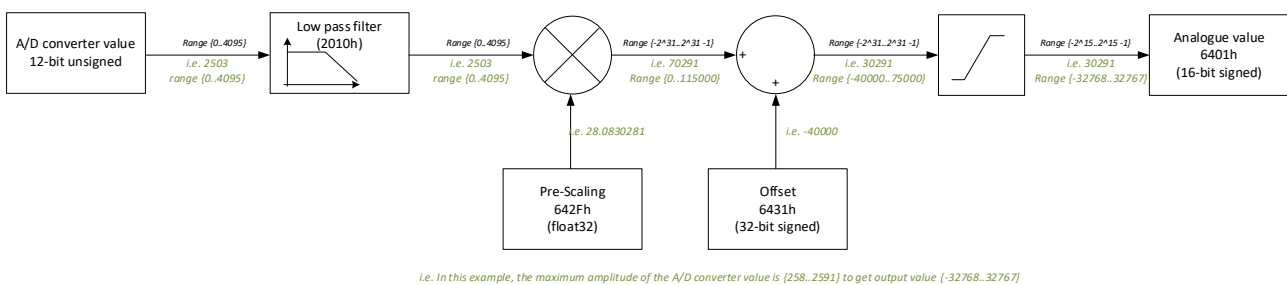 A/D converter value
12-bit unsigned
Range {0..4095}
i.e. 2503
range {0..4095}
Low pass filter
(2010h)
Range {0..4095}
i.e. 2503
range {0..4095}
Range {-2^31..2^31 -1}
i.e. 70291
Range {0..115000}
+
+
Range {-2^31..2^31 -1}
i.e. 30291
Range {-40000..75000}
Range {-2^15..2^15 -1}
i.e. 30291
Range {-32768..32767}
Analogue value
6401h
(16-bit signed)
i.e. 28.0830281
i.e. -40000
Pre-Scaling
642Fh
(float32)
Offset
6431h
(32-bit signed)
i.e. In this example, the maximum amplitude of the A/D converter value is {258..2591} to get output value {-32768..32767}